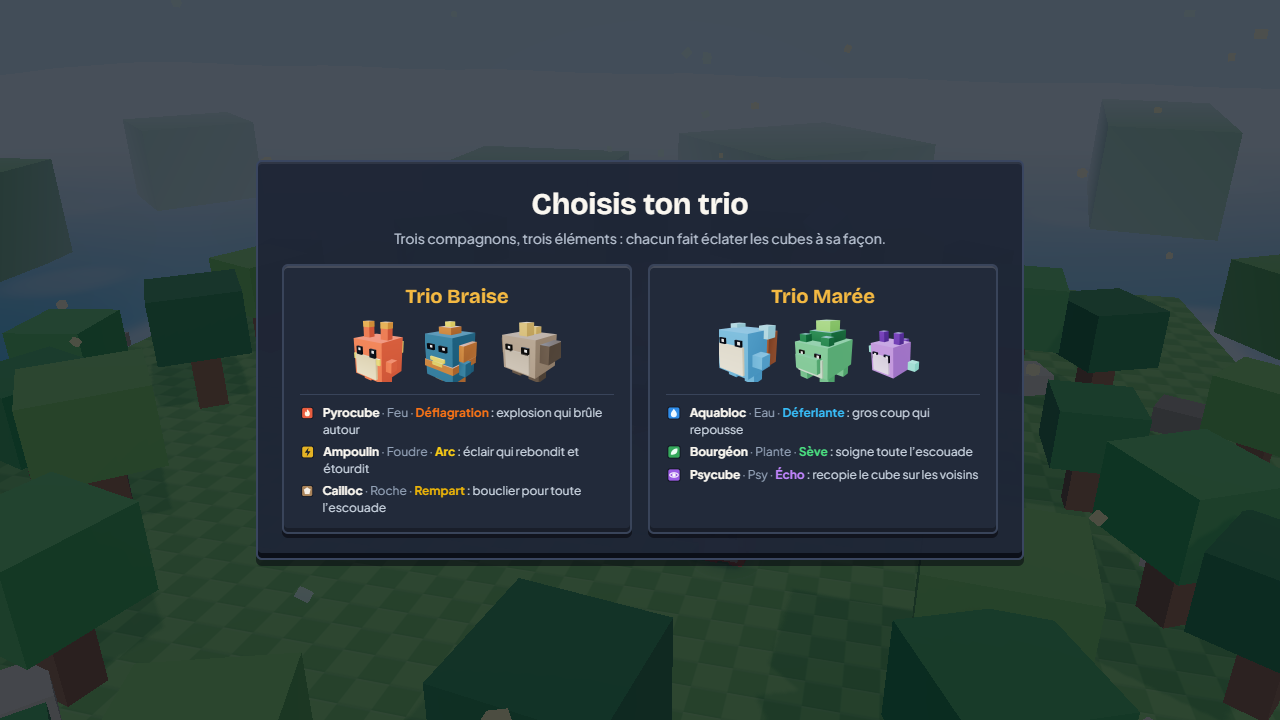 Choisis ton trio
Trois compagnons, trois éléments : chacun fait éclater les cubes à sa façon.
Trio Braise
Pyrocube · Feu · Déflagration : explosion qui brûle
autour
Ampoulin · Foudre · Arc : éclair qui rebondit et
étourdit
Cailloc · Roche · Rempart : bouclier pour toute
l'escouade
Trio Marée
Aquabloc · Eau · Déferlante : gros coup qui
repousse
Bourgéon · Plante · Sève : soigne toute l'escouade
Psycube · Psy · Écho : recopie le cube sur les voisins